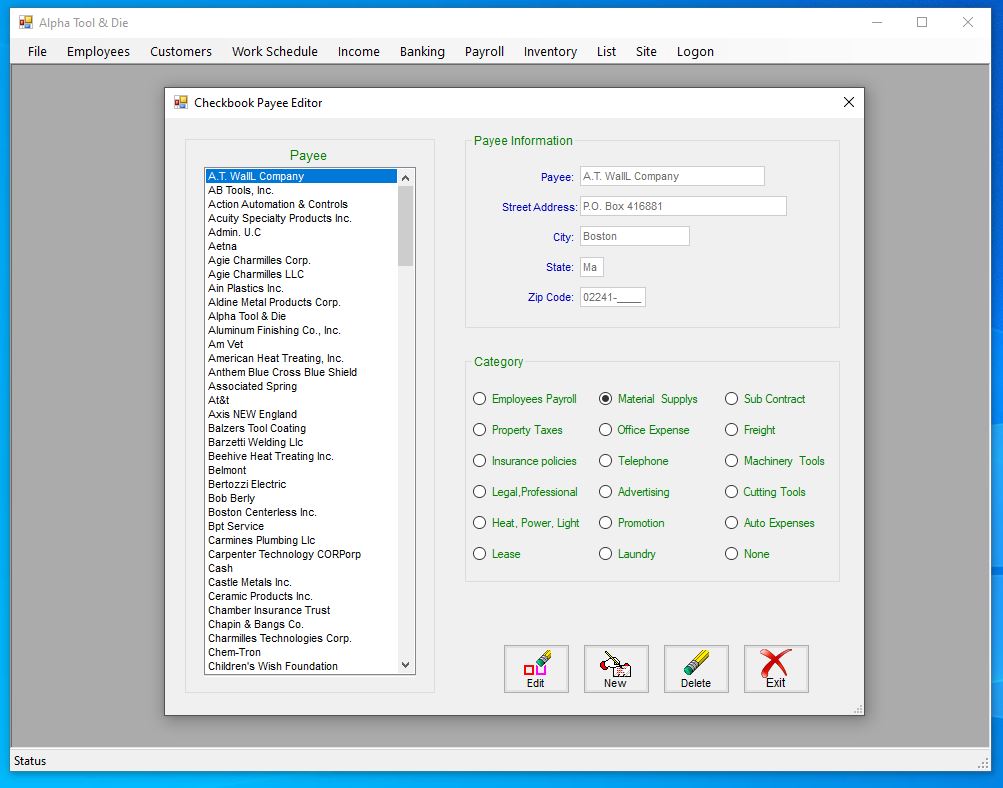 Alpha Tool & Die
File Employees Customers Work Schedule Income Banking Payroll Inventory List Site Logon
Checkbook Payee Editor
Payee
A.T. WallL Company
AB Tools, Inc.
Action Automation & Controls
Acuity Specialty Products Inc.
Admin. U.C
Aetna
Agie Charmilles Corp.
Agie Charmilles LLC
Ain Plastics Inc.
Aldine Metal Products Corp.
Alpha Tool & Die
Aluminum Finishing Co., Inc.
Am Vet
American Heat Treating, Inc.
Anthem Blue Cross Blue Shield
Associated Spring
At&t
Axis NEW England
Balzers Tool Coating
Barzetti Welding Llc
Beehive Heat Treating Inc.
Belmont
Bertozzi Electric
Bob Berly
Boston Centerless Inc.
Bpt Service
Carmines Plumbing Llc
Carpenter Technology CORPorp
Cash
Castle Metals Inc.
Ceramic Products Inc.
Chamber Insurance Trust
Chapin & Bangs Co.
Charmilles Technologies Corp.
Chem-Tron
Children's Wish Foundation
Payee Information
Payee: A.T. WallL Company
Street Address: P.O. Box 416881
City: Boston
State: Ma
Zip Code: 02241-____
Category
Employees Payroll Material Supplys Sub Contract
Property Taxes Office Expense Freight
Insurance policies Telephone Machinery Tools
Legal,Professional Advertising Cutting Tools
Heat, Power, Light Promotion Auto Expenses
Lease Laundry None
Edit New Delete Exit
Status